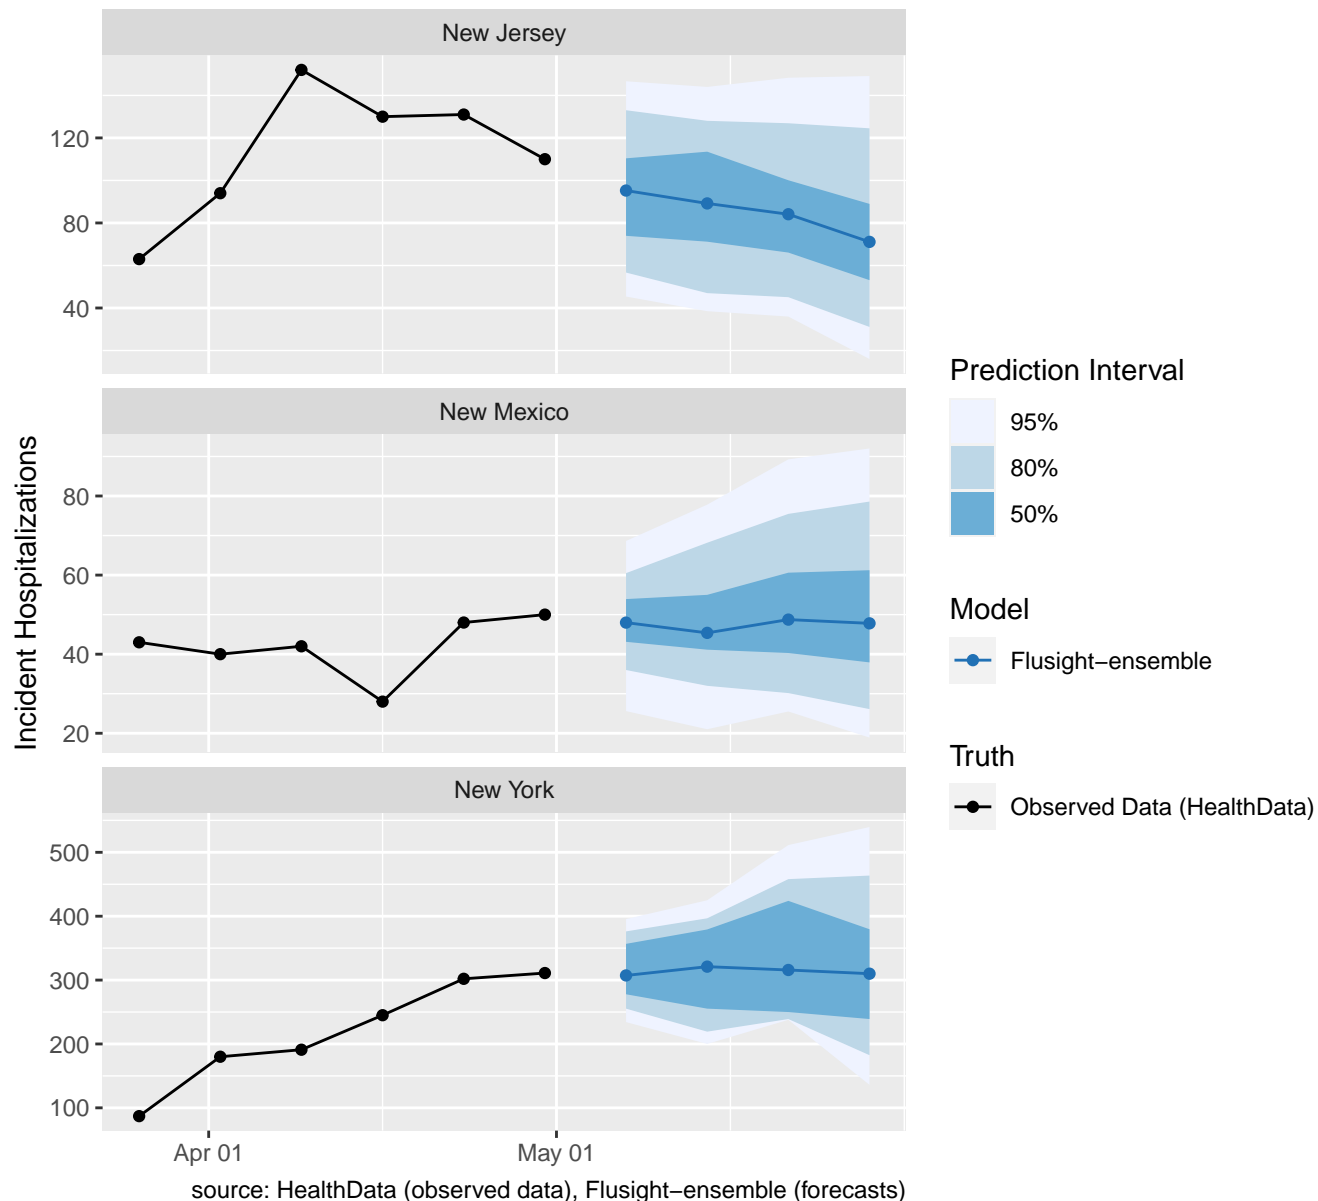 New Jersey
120
80
40
New Mexico
80
60
40
20
New York
500
400
300
200
100
Apr 01
May 01
Incident Hospitalizations
source: HealthData (observed data), Flusight−ensemble (forecasts)
Prediction Interval
95%
80%
50%
Model
Flusight−ensemble
Truth
Observed Data (HealthData)